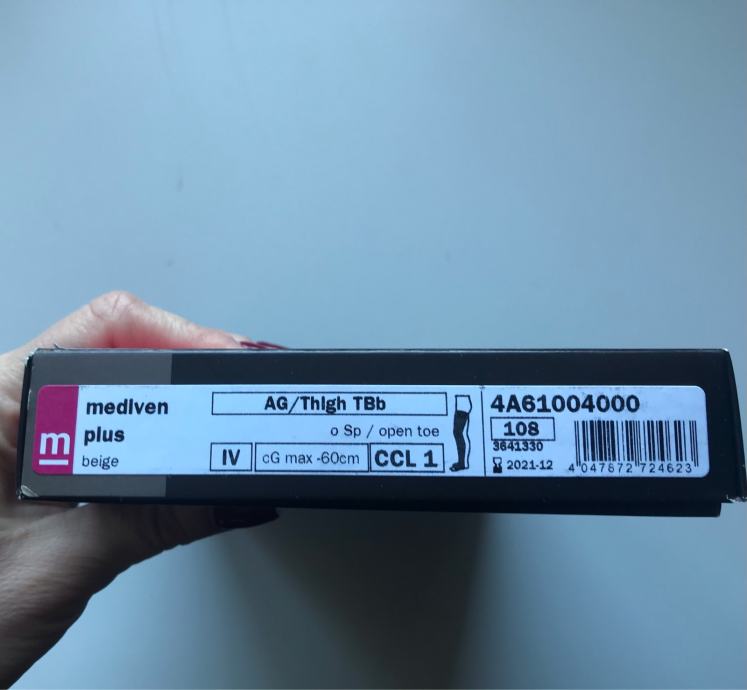 m
mediven
plus
beige
AG/Thigh TBb
o Sp / open toe
IV cG max -60cm CCL 1
4A61004000
108
3641330
2021-12
4 047672 724623